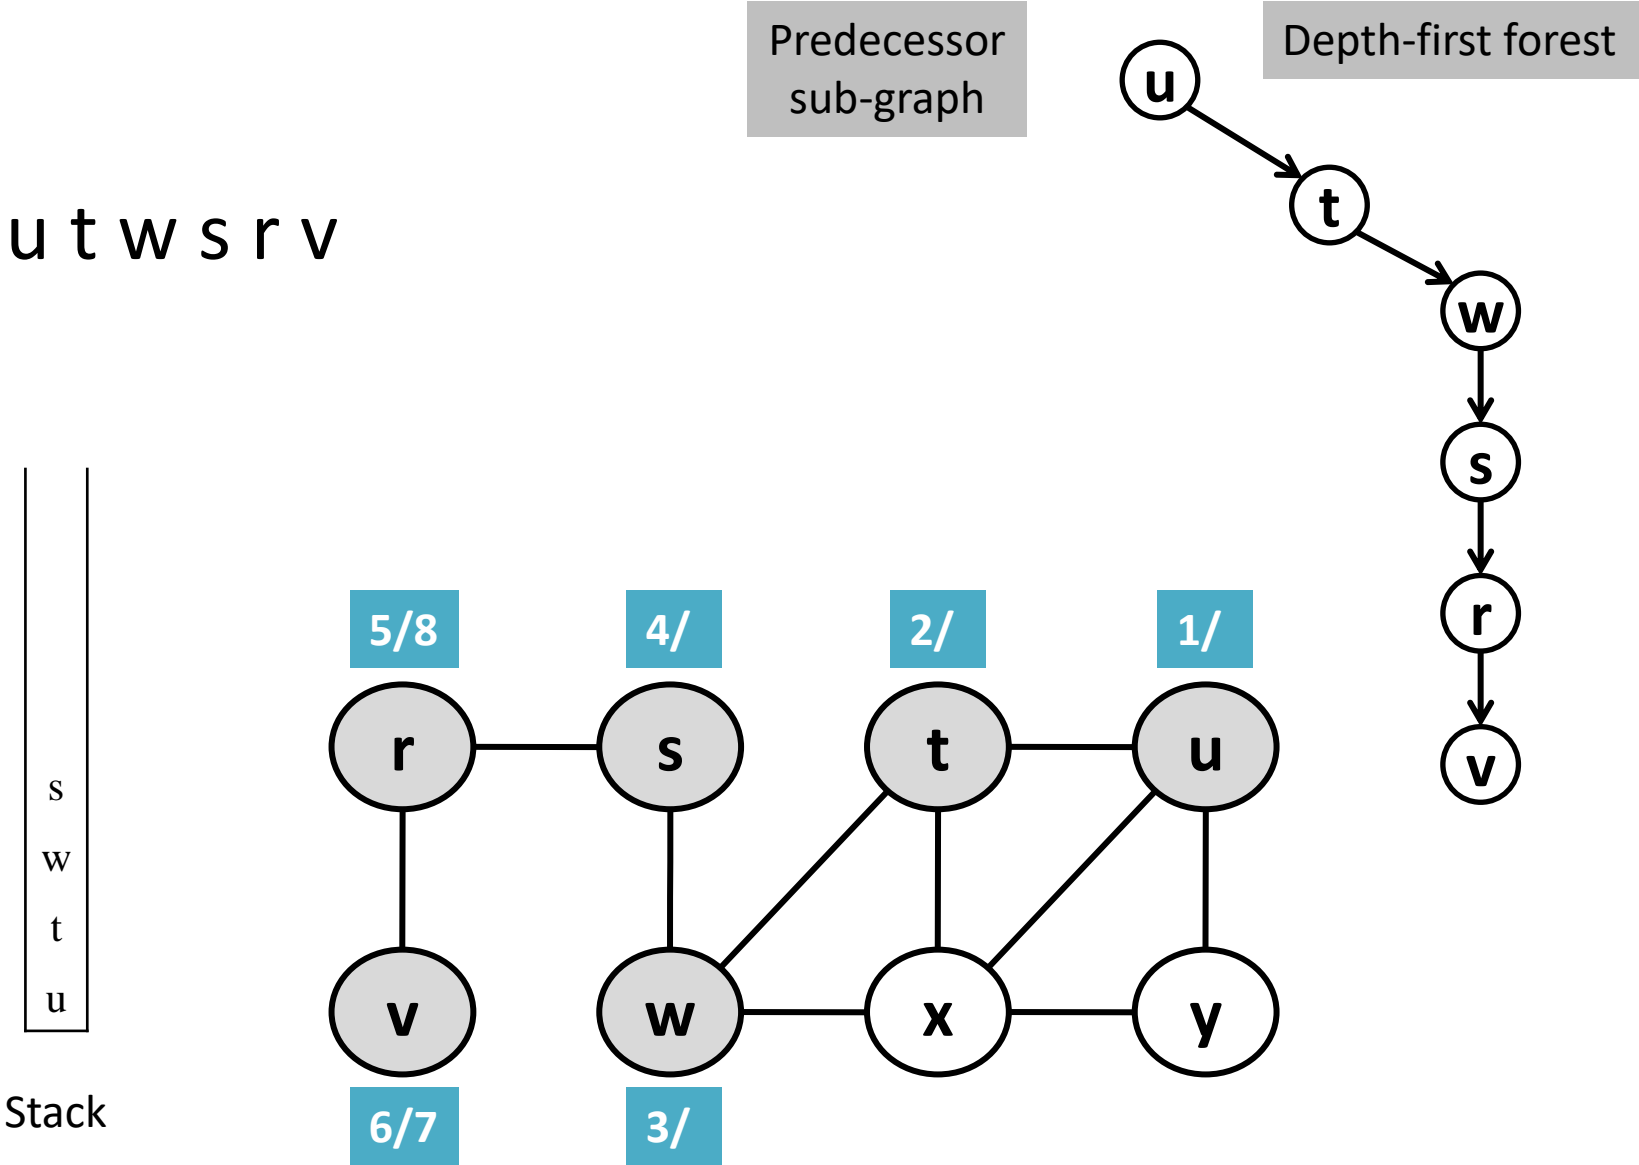 Predecessor
sub-graph
Depth-first forest
u
t
w
s
r
v
u t w s r v
s
w
t
u
Stack
5/8
4/
2/
1/
r
s
t
u
v
w
x
y
6/7
3/